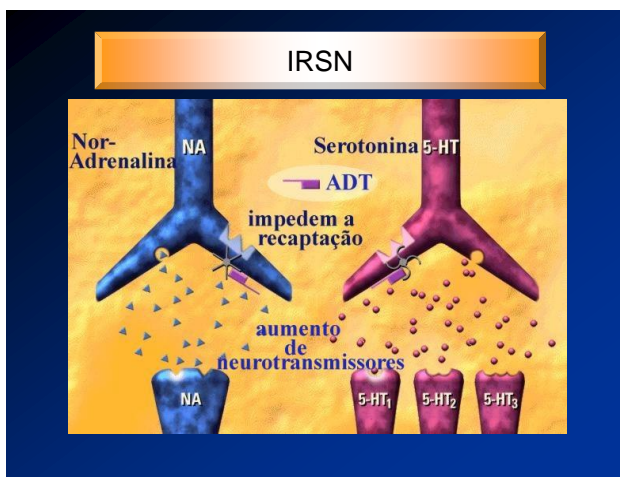 IRSN
Nor-
Adrenalina
NA
Serotonina 5-HT
ADT
impedem a
recaptação
aumento
de
neurotransmissores
NA
5-HT1
5-HT2
5-HT3